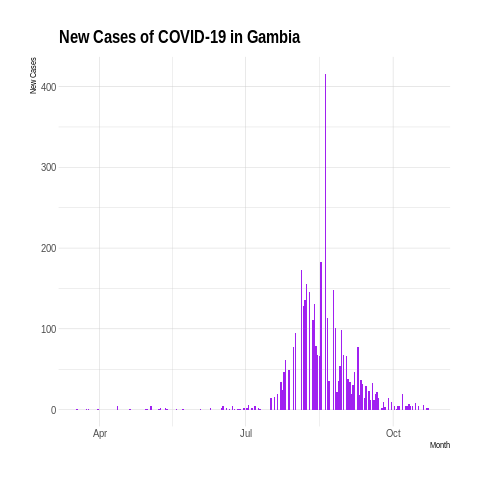 New Cases of COVID-19 in Gambia
New Cases
400
300
200
100
0
Apr
Jul
Oct
Month